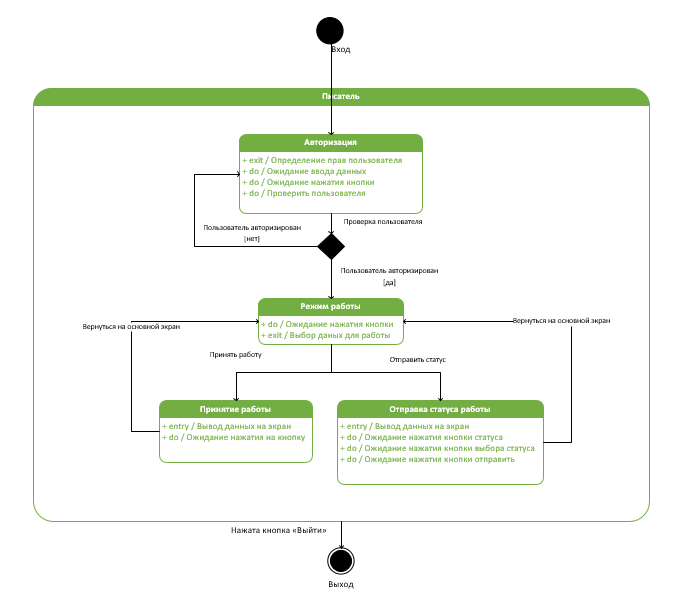 Вход
Писатель
Авторизация
+ exit / Определение прав пользователя
+ do / Ожидание ввода данных
+ do / Ожидание нажатия кнопки
+ do / Проверить пользователя
Проверка пользователя
Пользователь авторизирован
[нет]
Пользователь авторизирован
[да]
Режим работы
+ do / Ожидание нажатия кнопки
+ exit / Выбор даных для работы
Вернуться на основной экран
Вернуться на основной экран
Принять работу
Отправить статус
Принятие работы
+ entry / Вывод данных на экран
+ do / Ожидание нажатия на кнопку
Отправка статуса работы
+ entry / Вывод данных на экран
+ do / Ожидание нажатия кнопки статуса
+ do / Ожидание нажатия кнопки выбора статуса
+ do / Ожидание нажатия кнопки отправить
Нажата кнопка «Выйти»
Выход